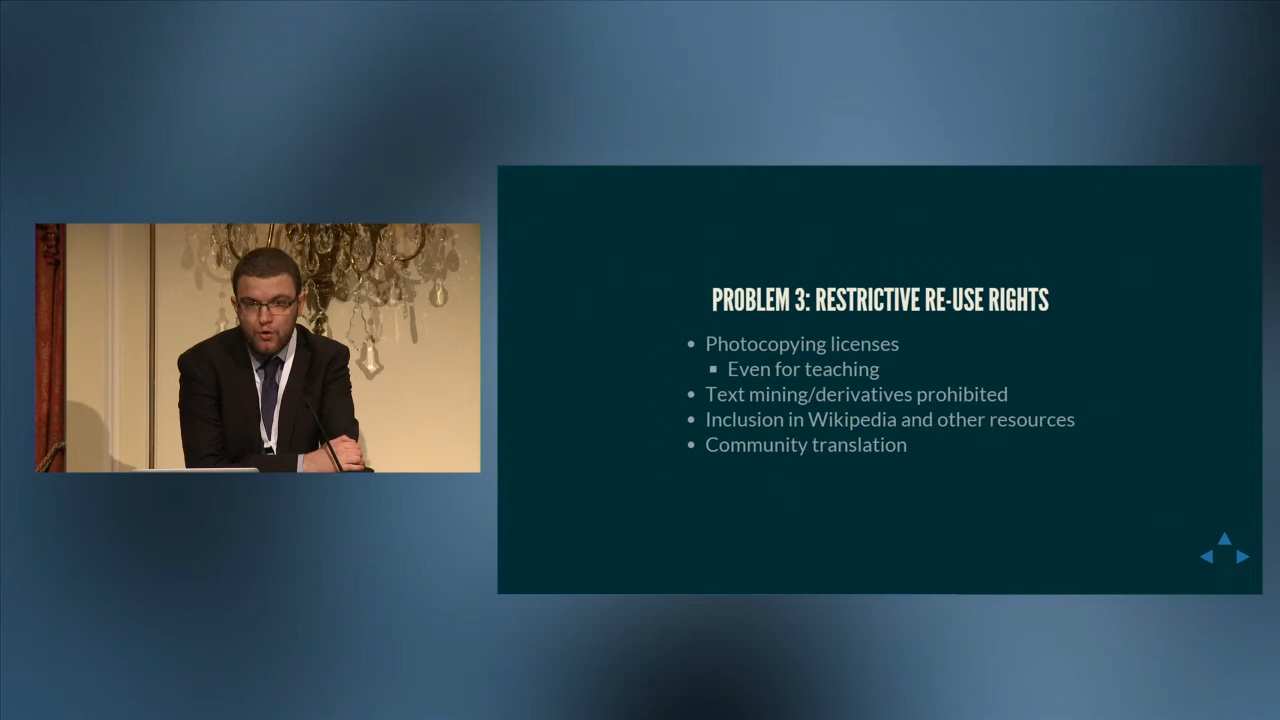 PROBLEM 3: RESTRICTIVE RE-USE RIGHTS
Photocopying licenses
Even for teaching
Text mining/derivatives prohibited
Inclusion in Wikipedia and other resources
Community translation